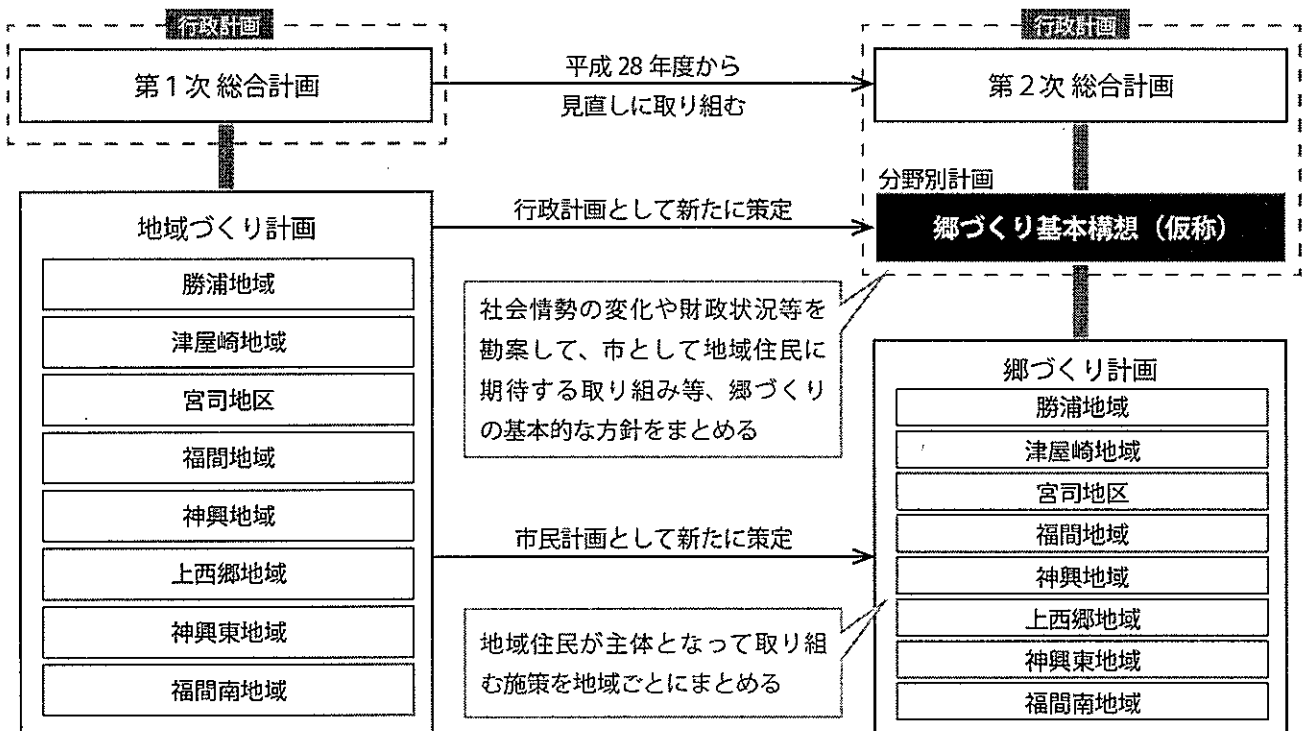 行政計画
第1次 総合計画
地域づくり計画
勝浦地域
津屋崎地域
宮司地区
福間地域
神興地域
上西郷地域
神興東地域
福間南地域
平成 28 年度から
見直しに取り組む
行政計画として新たに策定
社会情勢の変化や財政状況等を
勘案して、市として地域住民に
期待する取り組み等、郷づくり
の基本的な方針をまとめる
市民計画として新たに策定
地域住民が主体となって取り組
む施策を地域ごとにまとめる
行政計画
第2次 総合計画
分野別計画
郷づくり基本構想（仮称）
郷づくり計画
勝浦地域
津屋崎地域
宮司地区
福間地域
神興地域
上西郷地域
神興東地域
福間南地域